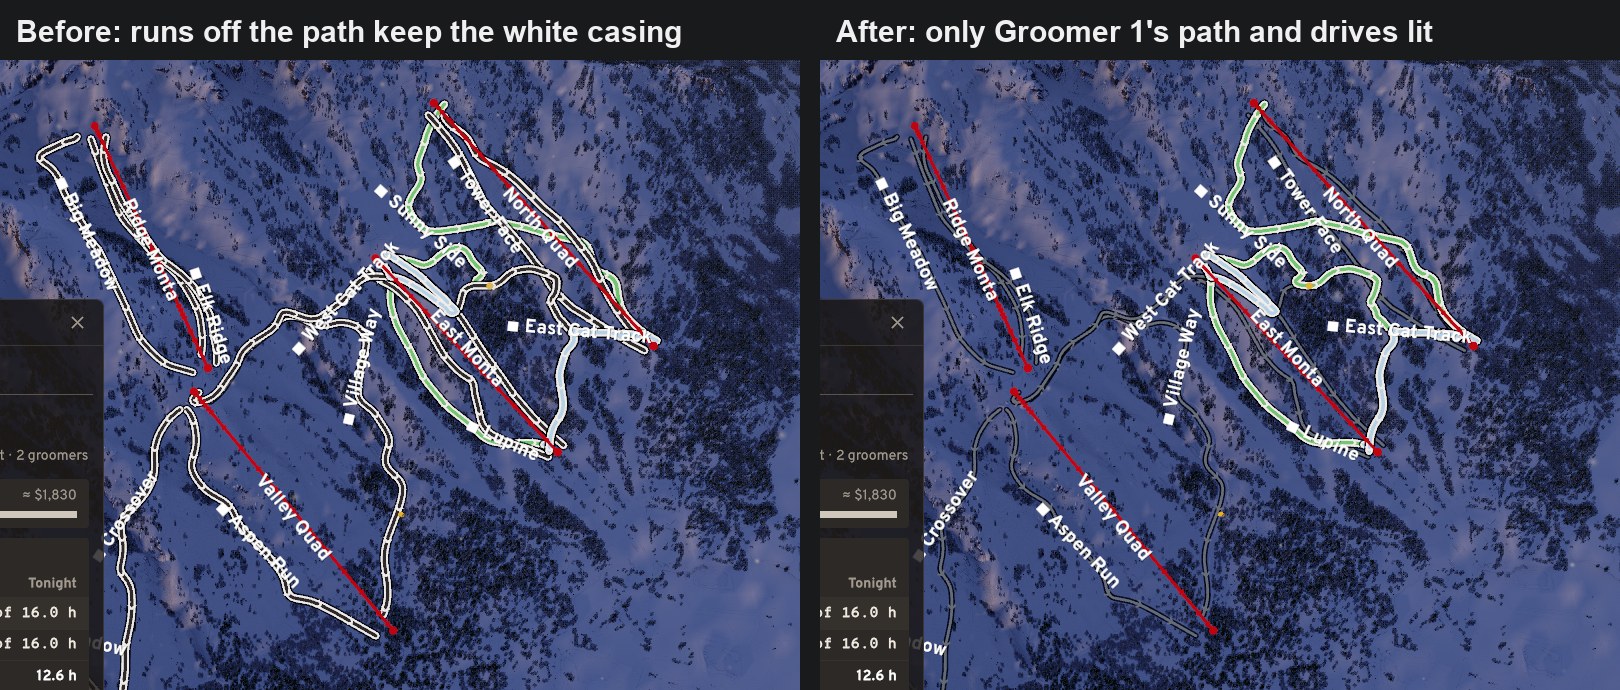 Before: runs off the path keep the white casing
Big Meadow
Ridge Monta
Elk Ridge
Sunny Side
Tower Face
North Quad
West Cat Track
Village Way
East Monta
East Cat Track
Lupine
Valley Quad
Aspen Run
Crossover
t · 2 groomers
≈ $1,830
Tonight
of 16.0 h
of 16.0 h
12.6 h
After: only Groomer 1's path and drives lit
Big Meadow
Ridge Monta
Elk Ridge
Sunny Side
Tower Face
North Quad
West Cat Track
Village Way
East Monta
East Cat Track
Lupine
Valley Quad
Aspen Run
Crossover
t · 2 groomers
≈ $1,830
Tonight
of 16.0 h
of 16.0 h
12.6 h